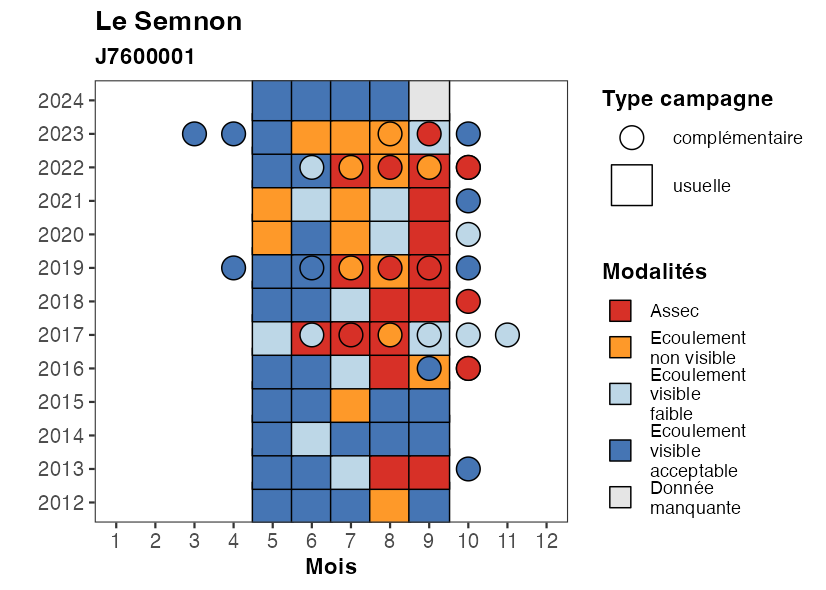 Le Semnon
J7600001
2024
2023
2022
2021
2020
2019
2018
2017
2016
2015
2014
2013
2012
1 2 3 4 5 6 7 8 9 10 11 12
Mois
Type campagne
complémentaire
usuelle
Modalités
Assec
Ecoulement
non visible
Ecoulement
visible
faible
Ecoulement
visible
acceptable
Donnée
manquante